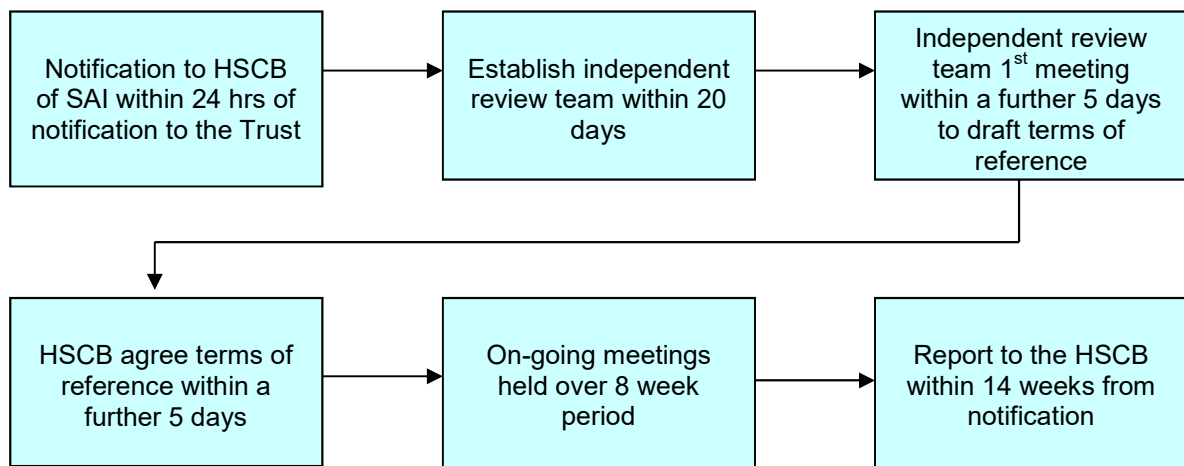 Notification to HSCB
of SAI within 24 hrs of
notification to the Trust
Establish independent
review team within 20
days
Independent review
team 1st meeting
within a further 5 days
to draft terms of
reference
HSCB agree terms of
reference within a
further 5 days
On-going meetings
held over 8 week
period
Report to the HSCB
within 14 weeks from
notification